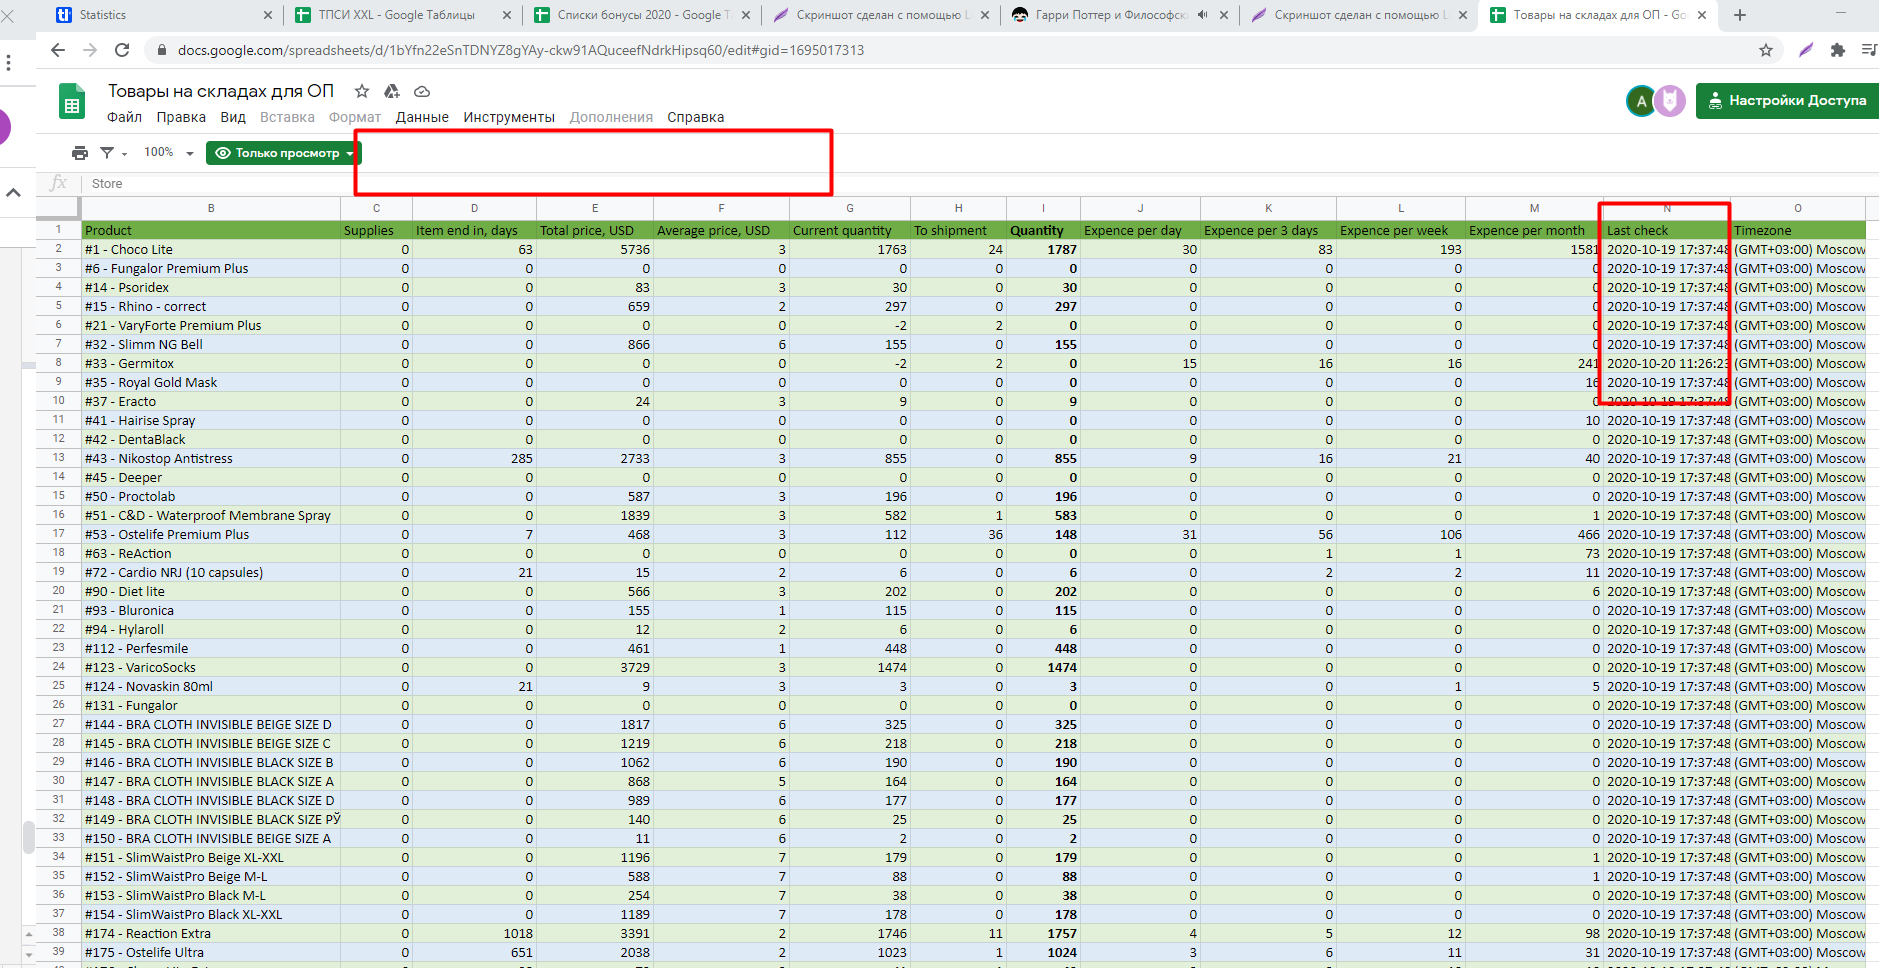 Statistics ТПСИ XXL - Google Таблицы Списки бонусы 2020 - Google Т Скриншот сделан с помощью L Гарри Поттер и Философск Скриншот сделан с помощью L Товары на складах для ОП - Go
docs.google.com/spreadsheets/d/1bYfn22eSnTDNYZ8gYAy-ckw91AQuceefNdrkHipsq60/edit#gid=1695017313
Товары на складах для ОП
A Настройки Доступа
Файл Правка Вид Вставка Формат Данные Инструменты Дополнения Справка
100% Только просмотр
fx Store
B C D E F G H I J K L M N O
1 Product Supplies Item end in, days Total price, USD Average price, USD Current quantity To shipment Quantity Expence per day Expence per 3 days Expence per week Expence per month Last check Timezone
2 #1 - Choco Lite 0 63 5736 3 1763 24 1787 30 83 193 1581 2020-10-19 17:37:48 (GMT+03:00) Moscow
3 #6 - Fungalor Premium Plus 0 0 0 0 0 0 0 0 0 0 0 2020-10-19 17:37:48 (GMT+03:00) Moscow
4 #14 - Psoridex 0 0 83 3 30 0 30 0 0 0 0 2020-10-19 17:37:48 (GMT+03:00) Moscow
5 #15 - Rhino - correct 0 0 659 2 297 0 297 0 0 0 0 2020-10-19 17:37:48 (GMT+03:00) Moscow
6 #21 - VaryForte Premium Plus 0 0 0 0 -2 2 0 0 0 0 0 2020-10-19 17:37:48 (GMT+03:00) Moscow
7 #32 - Slimm NG Bell 0 0 866 6 155 0 155 0 0 0 0 2020-10-19 17:37:48 (GMT+03:00) Moscow
8 #33 - Germitox 0 0 0 0 -2 2 0 15 16 16 241 2020-10-20 11:26:23 (GMT+03:00) Moscow
9 #35 - Royal Gold Mask 0 0 0 0 0 0 0 0 0 0 16 2020-10-19 17:37:48 (GMT+03:00) Moscow
10 #37 - Eracto 0 0 24 3 9 0 9 0 0 0 0 2020-10-19 17:37:48 (GMT+03:00) Moscow
11 #41 - Hairise Spray 0 0 0 0 0 0 0 0 0 0 10 2020-10-19 17:37:48 (GMT+03:00) Moscow
12 #42 - DentaBlack 0 0 0 0 0 0 0 0 0 0 0 2020-10-19 17:37:48 (GMT+03:00) Moscow
13 #43 - Nikostop Antistress 0 285 2733 3 855 0 855 9 16 21 40 2020-10-19 17:37:48 (GMT+03:00) Moscow
14 #45 - Deeper 0 0 0 0 0 0 0 0 0 0 0 2020-10-19 17:37:48 (GMT+03:00) Moscow
15 #50 - Proctolab 0 0 587 3 196 0 196 0 0 0 0 2020-10-19 17:37:48 (GMT+03:00) Moscow
16 #51 - C&D - Waterproof Membrane Spray 0 0 1839 3 582 1 583 0 0 0 1 2020-10-19 17:37:48 (GMT+03:00) Moscow
17 #53 - Ostelife Premium Plus 0 7 468 3 112 36 148 31 56 106 466 2020-10-19 17:37:48 (GMT+03:00) Moscow
18 #63 - ReAction 0 0 0 0 0 0 0 0 1 1 73 2020-10-19 17:37:48 (GMT+03:00) Moscow
19 #72 - Cardio NRJ (10 capsules) 0 21 15 2 6 0 6 0 2 2 11 2020-10-19 17:37:48 (GMT+03:00) Moscow
20 #90 - Diet lite 0 0 566 3 202 0 202 0 0 0 6 2020-10-19 17:37:48 (GMT+03:00) Moscow
21 #93 - Bluronica 0 0 155 1 115 0 115 0 0 0 0 2020-10-19 17:37:48 (GMT+03:00) Moscow
22 #94 - Hylaroll 0 0 12 2 6 0 6 0 0 0 0 2020-10-19 17:37:48 (GMT+03:00) Moscow
23 #112 - Perfesmile 0 0 461 1 448 0 448 0 0 0 0 2020-10-19 17:37:48 (GMT+03:00) Moscow
24 #123 - VaricoSocks 0 0 3729 3 1474 0 1474 0 0 0 0 2020-10-19 17:37:48 (GMT+03:00) Moscow
25 #124 - Novaskin 80ml 0 21 9 3 3 0 3 0 0 1 5 2020-10-19 17:37:48 (GMT+03:00) Moscow
26 #131 - Fungalor 0 0 0 0 0 0 0 0 0 0 0 2020-10-19 17:37:48 (GMT+03:00) Moscow
27 #144 - BRA CLOTH INVISIBLE BEIGE SIZE D 0 0 1817 6 325 0 325 0 0 0 0 2020-10-19 17:37:48 (GMT+03:00) Moscow
28 #145 - BRA CLOTH INVISIBLE BEIGE SIZE C 0 0 1219 6 218 0 218 0 0 0 0 2020-10-19 17:37:48 (GMT+03:00) Moscow
29 #146 - BRA CLOTH INVISIBLE BLACK SIZE B 0 0 1062 6 190 0 190 0 0 0 0 2020-10-19 17:37:48 (GMT+03:00) Moscow
30 #147 - BRA CLOTH INVISIBLE BLACK SIZE A 0 0 868 5 164 0 164 0 0 0 0 2020-10-19 17:37:48 (GMT+03:00) Moscow
31 #148 - BRA CLOTH INVISIBLE BLACK SIZE D 0 0 989 6 177 0 177 0 0 0 0 2020-10-19 17:37:48 (GMT+03:00) Moscow
32 #149 - BRA CLOTH INVISIBLE BLACK SIZE РЎ 0 0 140 6 25 0 25 0 0 0 0 2020-10-19 17:37:48 (GMT+03:00) Moscow
33 #150 - BRA CLOTH INVISIBLE BEIGE SIZE A 0 0 11 6 2 0 2 0 0 0 0 2020-10-19 17:37:48 (GMT+03:00) Moscow
34 #151 - SlimWaistPro Beige XL-XXL 0 0 1196 7 179 0 179 0 0 0 1 2020-10-19 17:37:48 (GMT+03:00) Moscow
35 #152 - SlimWaistPro Beige M-L 0 0 588 7 88 0 88 0 0 0 1 2020-10-19 17:37:48 (GMT+03:00) Moscow
36 #153 - SlimWaistPro Black M-L 0 0 254 7 38 0 38 0 0 0 0 2020-10-19 17:37:48 (GMT+03:00) Moscow
37 #154 - SlimWaistPro Black XL-XXL 0 0 1189 7 178 0 178 0 0 0 0 2020-10-19 17:37:48 (GMT+03:00) Moscow
38 #174 - Reaction Extra 0 1018 3391 2 1746 11 1757 4 5 12 98 2020-10-19 17:37:48 (GMT+03:00) Moscow
39 #175 - Ostelife Ultra 0 651 2038 2 1023 1 1024 3 6 11 31 2020-10-19 17:37:48 (GMT+03:00) Moscow